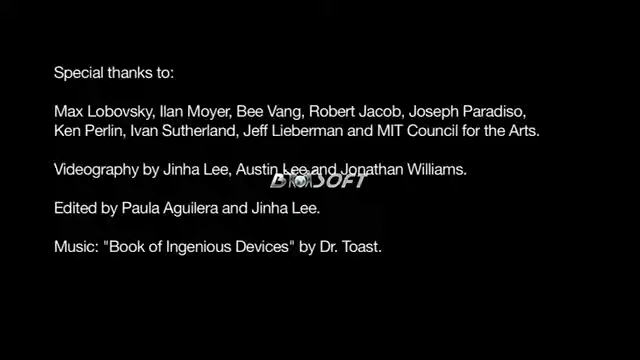 Special thanks to:
Max Lobovsky, Ilan Moyer, Bee Vang, Robert Jacob, Joseph Paradiso,
Ken Perlin, Ivan Sutherland, Jeff Lieberman and MIT Council for the Arts.
Videography by Jinha Lee, Austin Lee and Jonathan Williams.
Edited by Paula Aguilera and Jinha Lee.
Music: "Book of Ingenious Devices" by Dr. Toast.